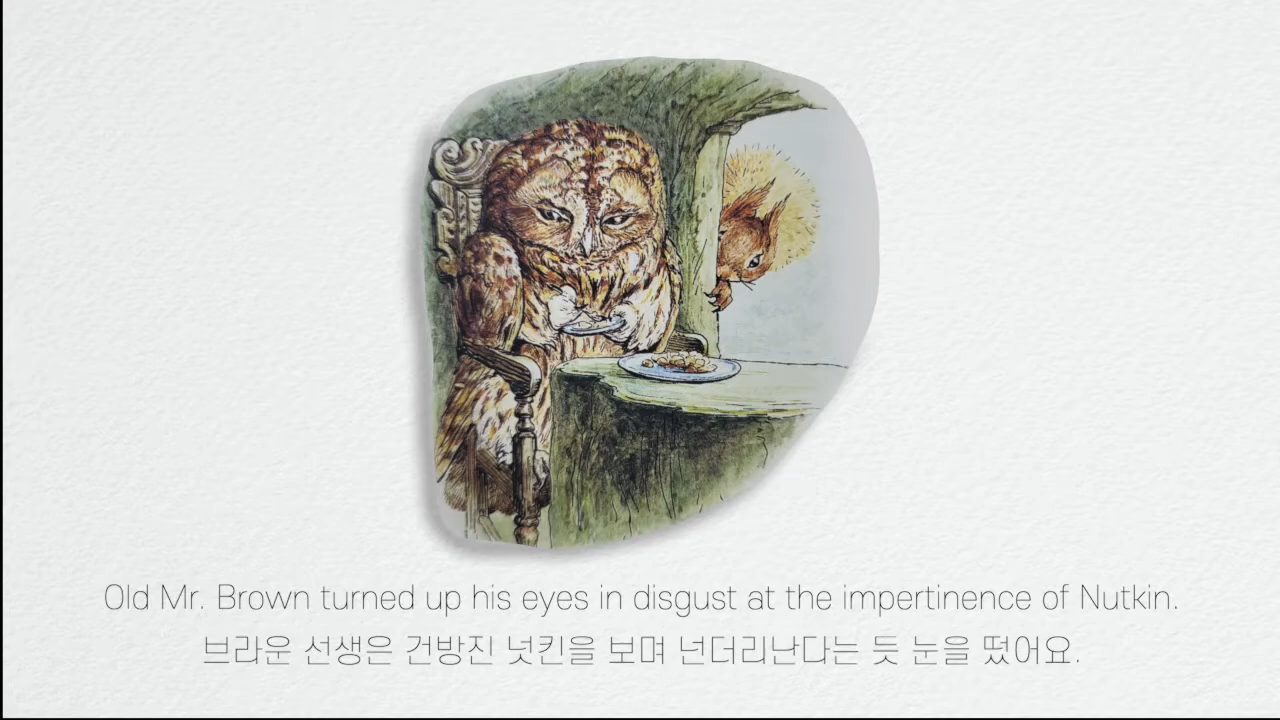 Old Mr. Brown turned up his eyes in disgust at the impertinence of Nutkin.
브라운 선생은 건방진 넛킨을 보며 넌더리난다는 듯 눈을 떴어요.